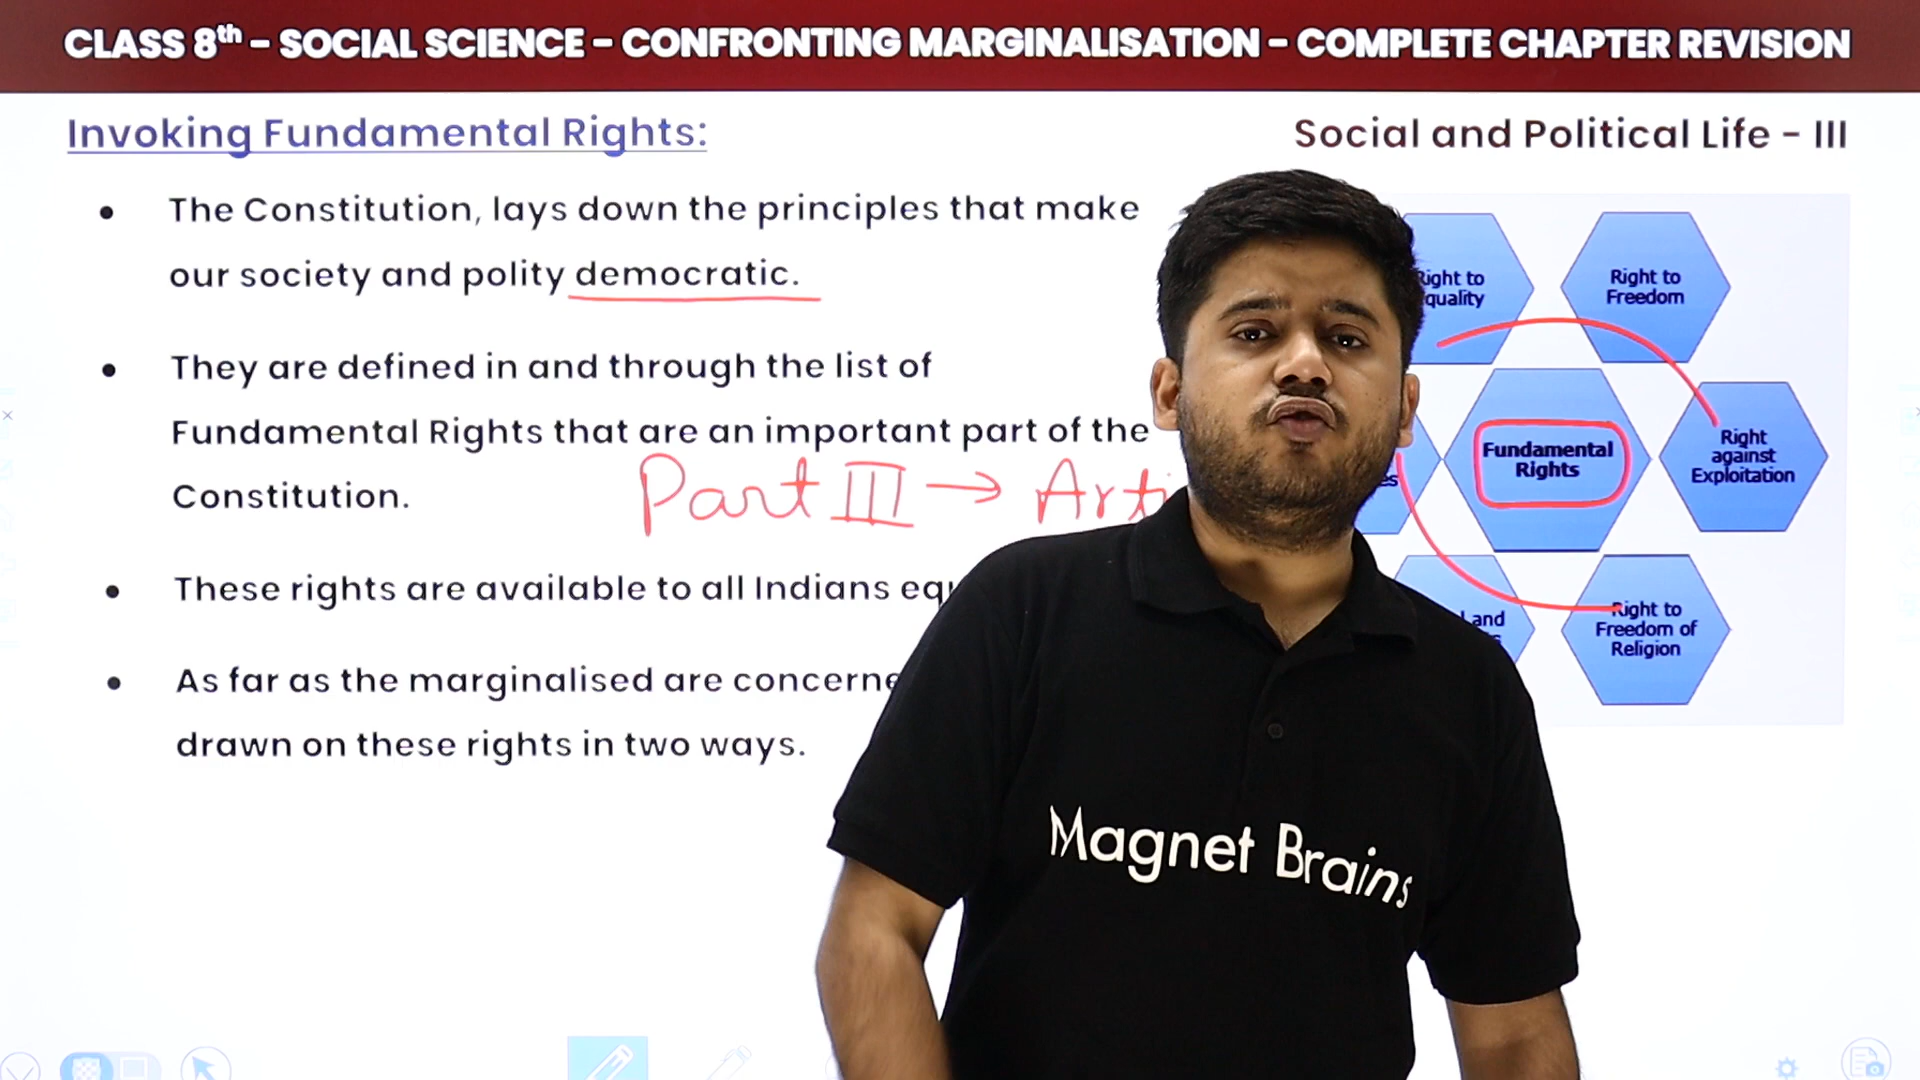 CLASS 8th - SOCIAL SCIENCE - CONFRONTING MARGINALISATION - COMPLETE CHAPTER REVISION
Invoking Fundamental Rights:
Social and Political Life - III
• The Constitution, lays down the principles that make
our society and polity democratic.
• They are defined in and through the list of
Fundamental Rights that are an important part of the
Constitution.
Part III →
• These rights are available to all Indians
• As far as the marginalised are
drawn on these rights in two ways.
Right to
Right to
Freedom
Fundamental
Rights
Right
against
Exploitation
and
Right to
Freedom of
Religion
Magnet Brains